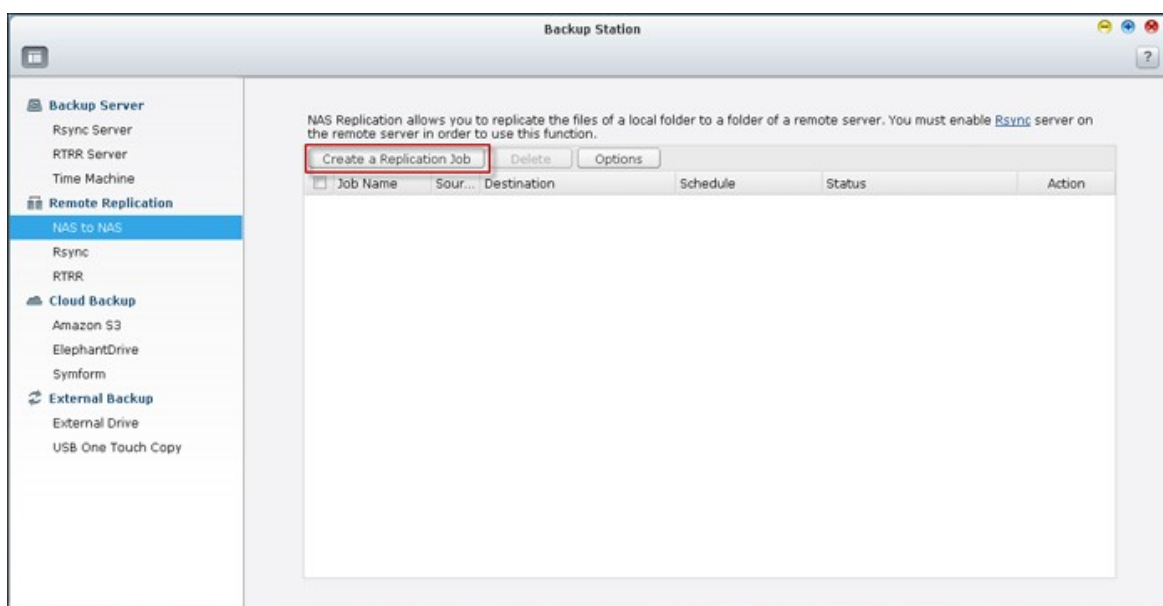 Backup Station
?
Backup Server
Rsync Server
RTRR Server
Time Machine
Remote Replication
NAS to NAS
Rsync
RTRR
Cloud Backup
Amazon S3
ElephantDrive
Symform
External Backup
External Drive
USB One Touch Copy
NAS Replication allows you to replicate the files of a local folder to a folder of a remote server. You must enable Rsync server on
the remote server in order to use this function.
Create a Replication Job Delete Options
Job Name Sour... Destination Schedule Status Action